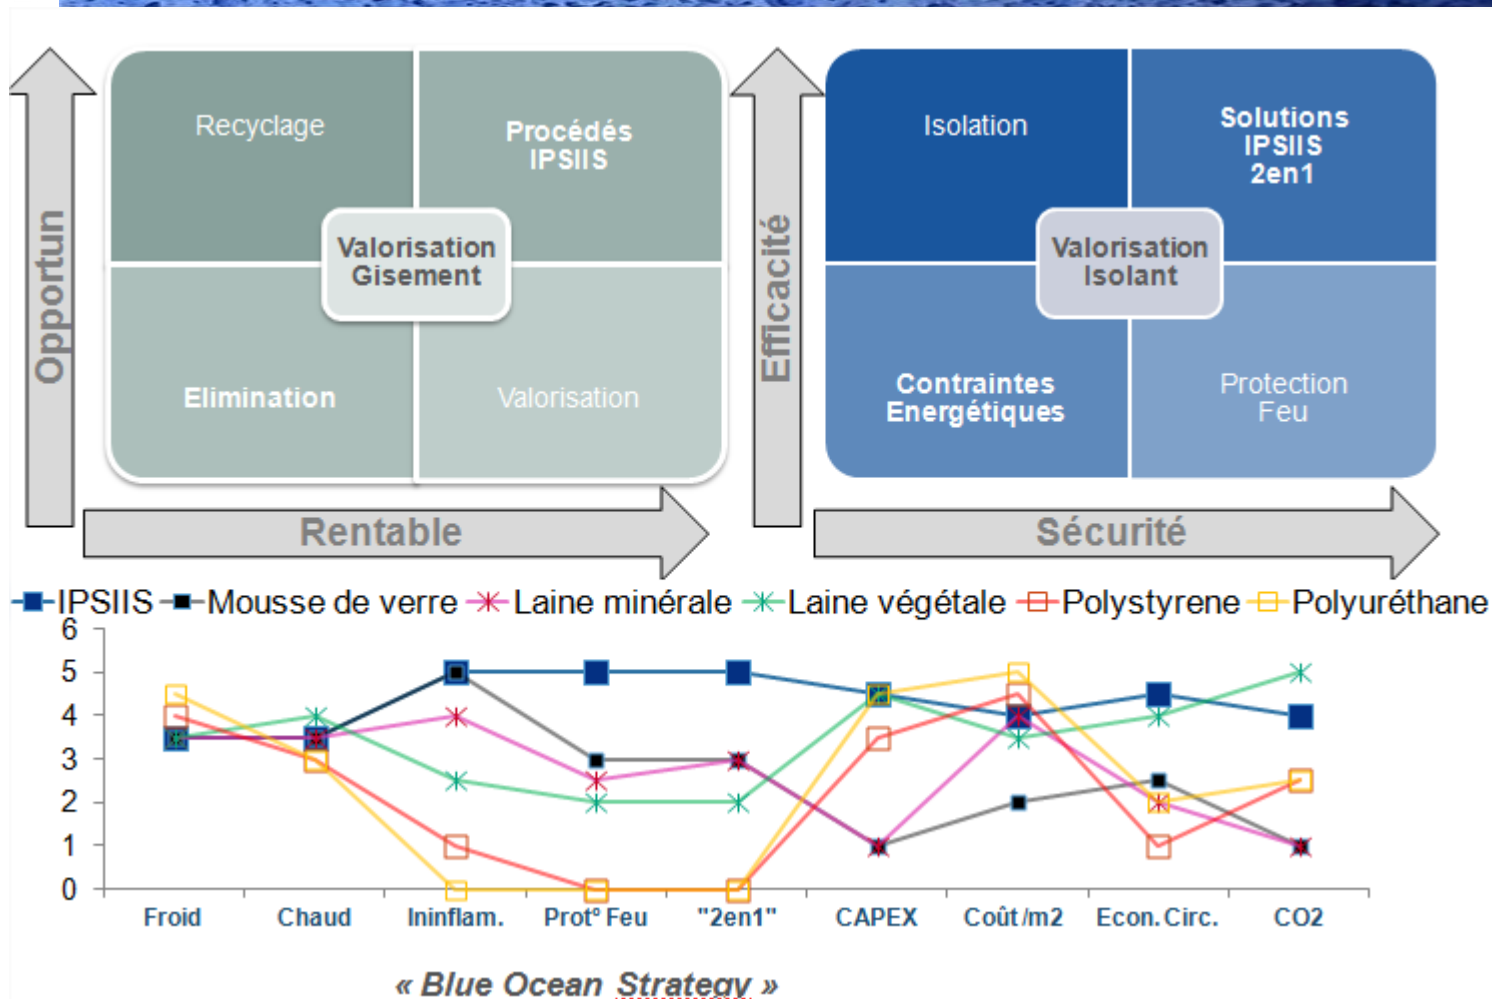 Opportun
Recyclage
Procédés
IPSIIS
Valorisation
Gisement
Elimination
Valorisation
Rentable
Efficacité
Isolation
Solutions
IPSIIS
2en1
Valorisation
Isolant
Contraintes
Energétiques
Protection
Feu
Sécurité
IPSIIS Mousse de verre Laine minérale Laine végétale Polystyrene Polyuréthane
6
5
4
3
2
1
0
Froid Chaud Ininflam. Protº Feu "2en1" CAPEX Coût /m2 Econ. Circ. CO2
« Blue Ocean Strategy »